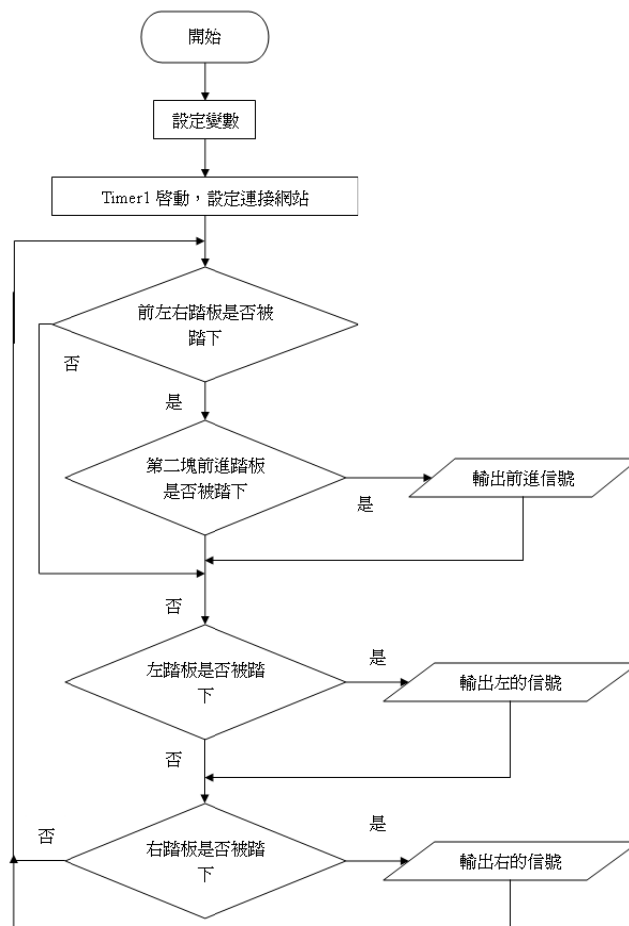 開始
設定變數
Timer1 啓動，設定連接網站
前左右踏板是否被
踏下
否
是
第二塊前進踏板
是否被踏下
是
輸出前進信號
否
左踏板是否被踏
下
是
輸出左的信號
否
否
右踏板是否被踏
下
是
輸出右的信號